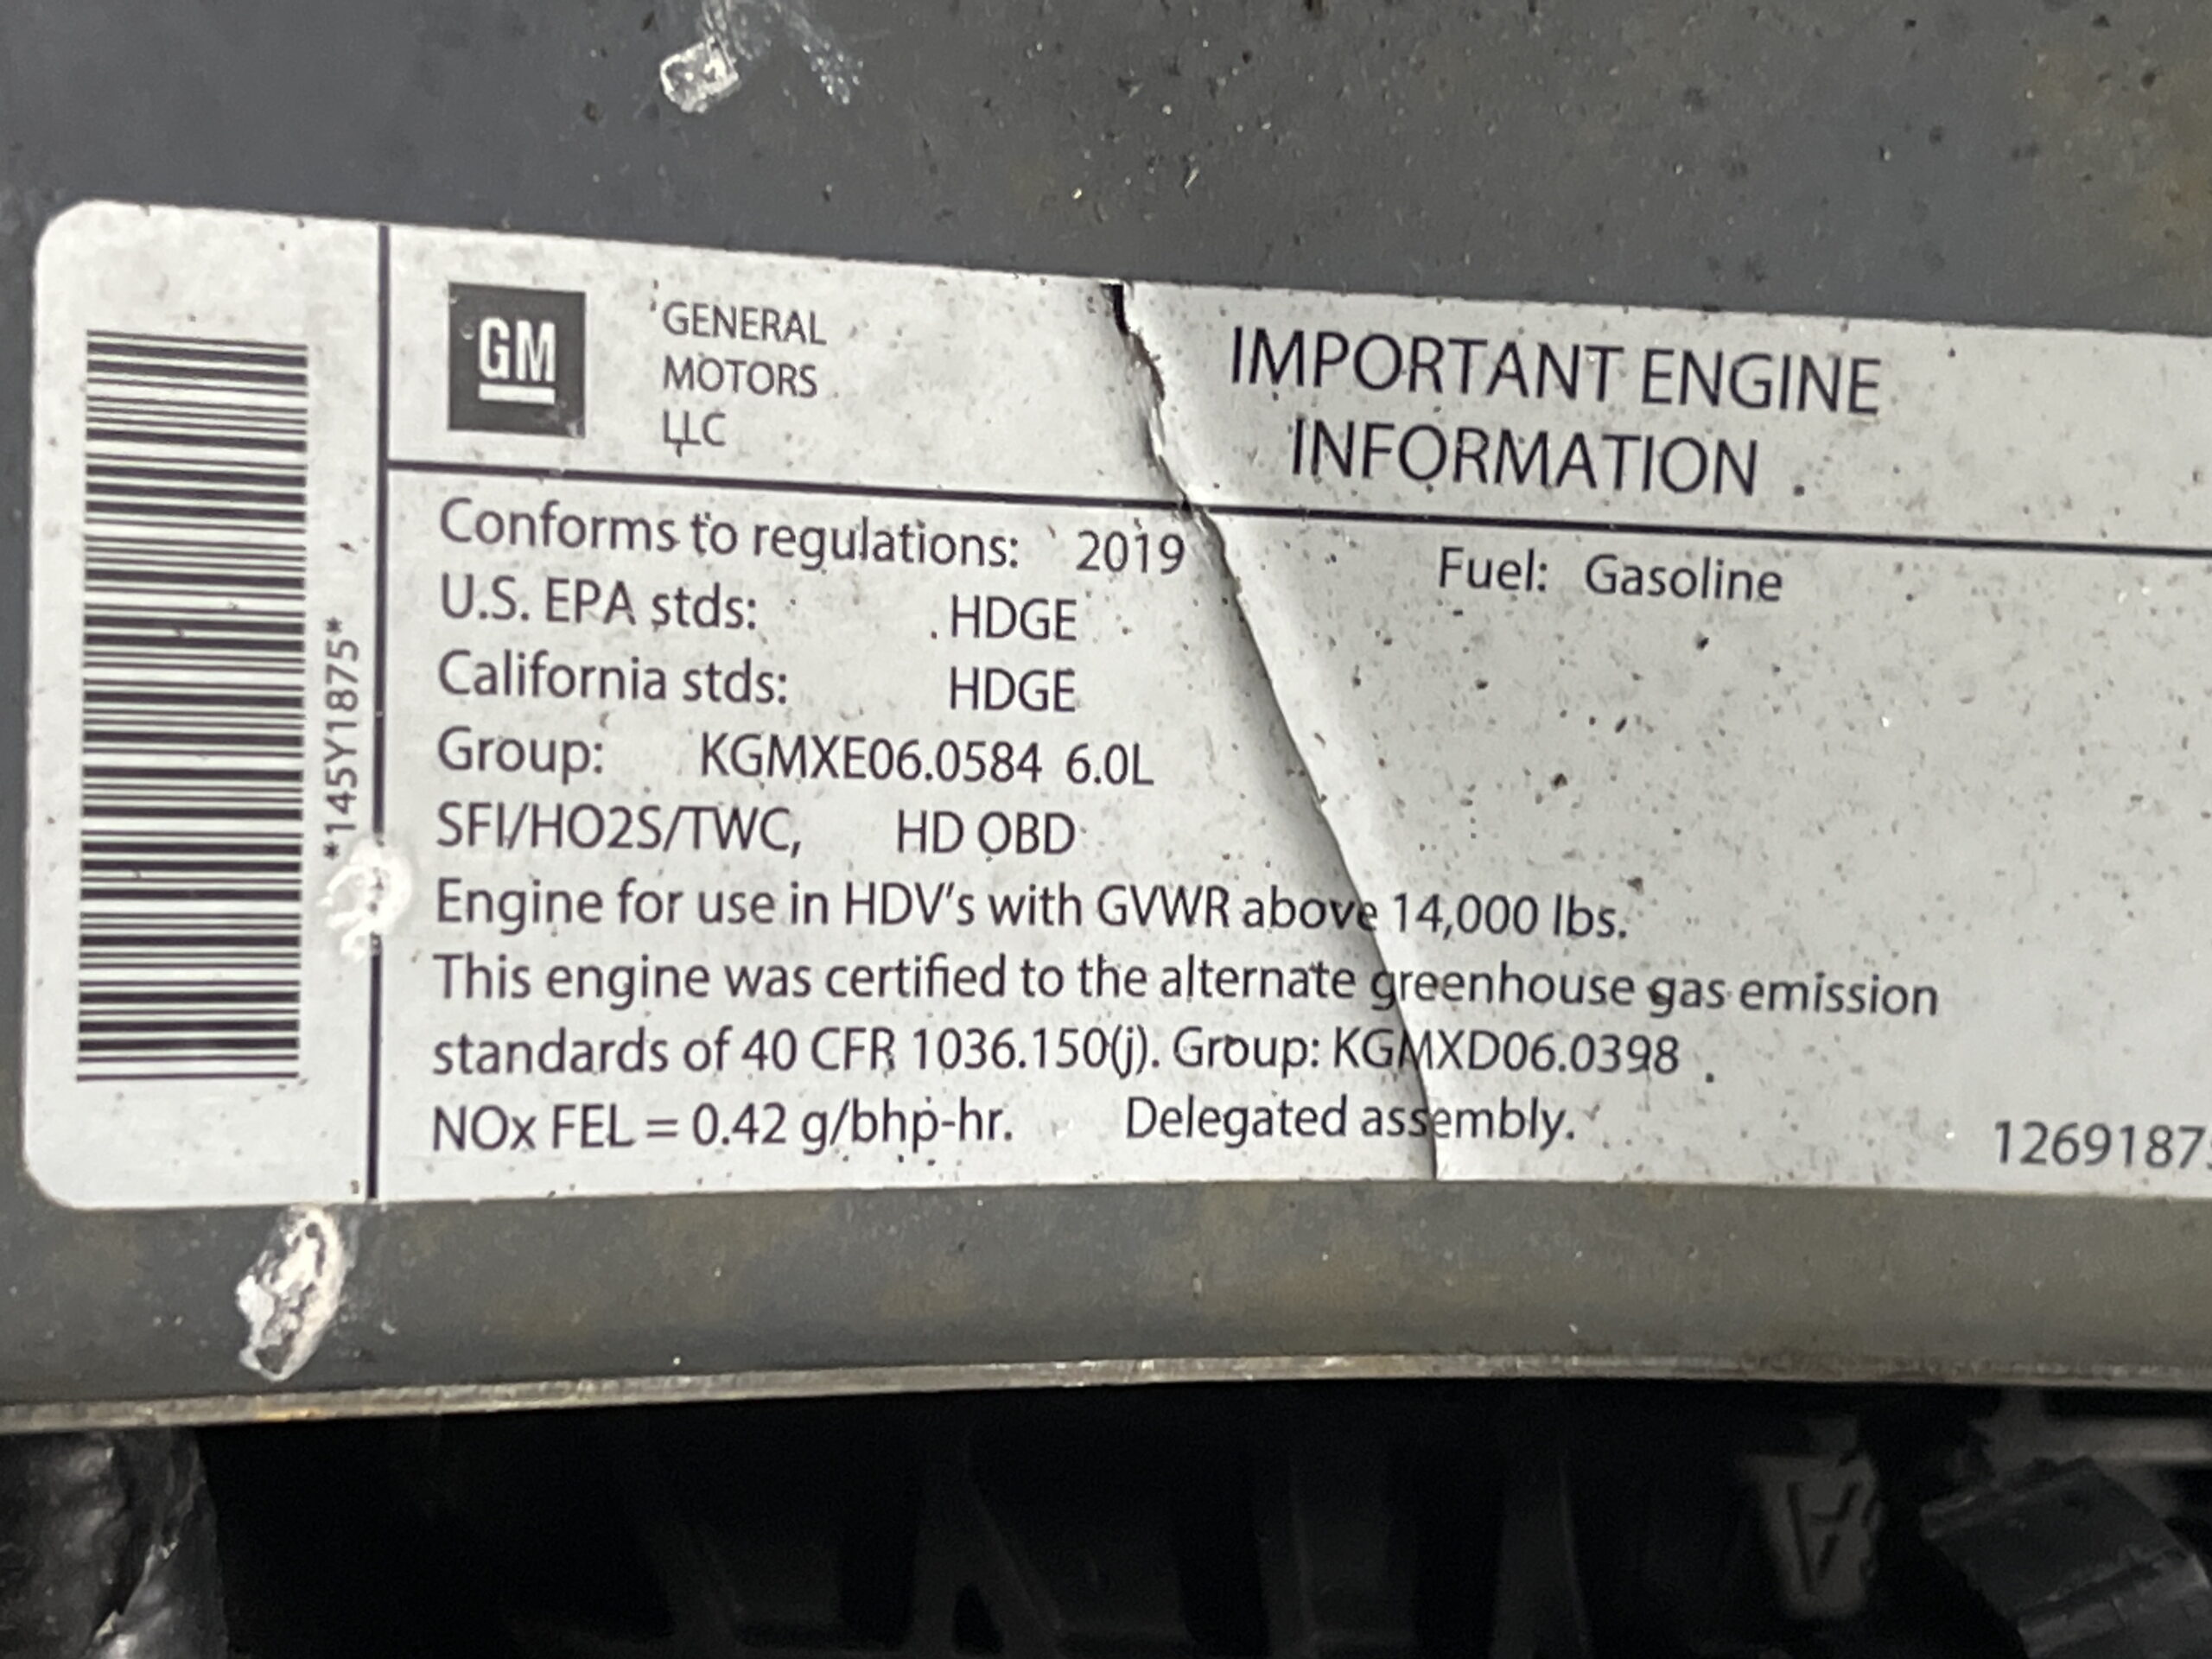 GM
GENERAL
MOTORS
LLC
IMPORTANT ENGINE
INFORMATION
*145Y1875*
Conforms to regulations: 2019
Fuel: Gasoline
U.S. EPA stds: HDGE
California stds: HDGE
Group: KGMXE06.0584 6.0L
SFI/HO2S/TWC, HD OBD
Engine for use in HDV's with GVWR above 14,000 lbs.
This engine was certified to the alternate greenhouse gas emission
standards of 40 CFR 1036.150(j). Group: KGMXD06.0398
NOx FEL = 0.42 g/bhp-hr. Delegated assembly.